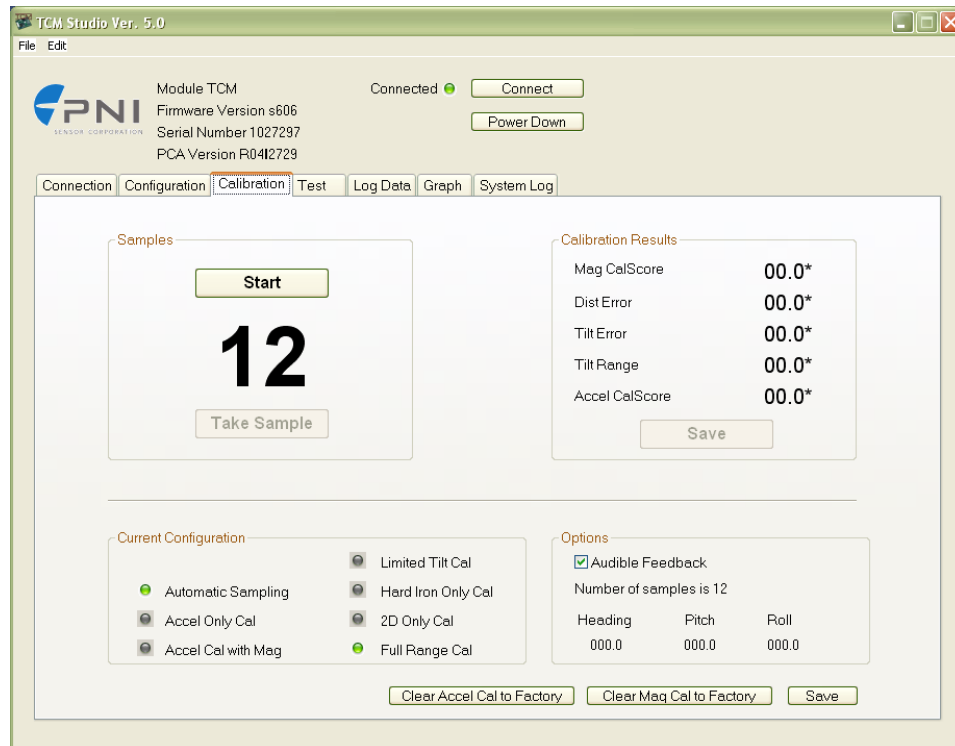 TCM Studio Ver. 5.0
File Edit
PNI
SENSOR CORPORATION
Module TCM
Firmware Version s606
Serial Number 1027297
PCA Version R04I2729
Connected
Connect
Power Down
Connection Configuration Calibration Test Log Data Graph System Log
Samples
Start
12
Take Sample
Calibration Results
Mag CalScore 00.0*
Dist Error 00.0*
Tilt Error 00.0*
Tilt Range 00.0*
Accel CalScore 00.0*
Save
Current Configuration
Automatic Sampling
Accel Only Cal
Accel Cal with Mag
Limited Tilt Cal
Hard Iron Only Cal
2D Only Cal
Full Range Cal
Options
Audible Feedback
Number of samples is 12
Heading Pitch Roll
000.0 000.0 000.0
Clear Accel Cal to Factory Clear Mag Cal to Factory Save